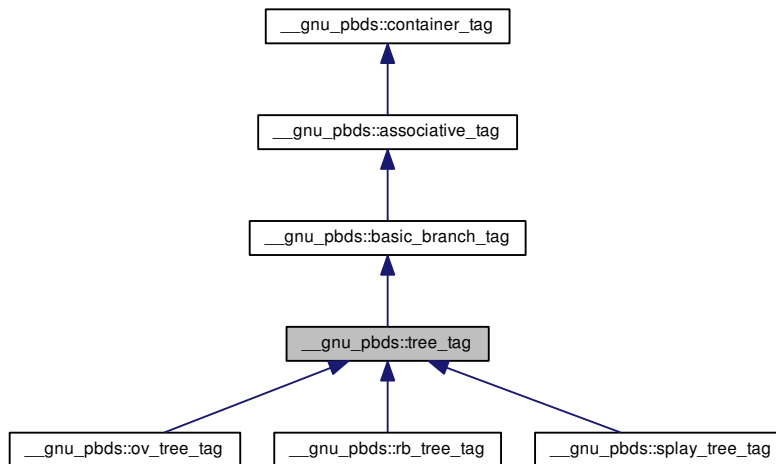 __gnu_pbds::container_tag
__gnu_pbds::associative_tag
__gnu_pbds::basic_branch_tag
__gnu_pbds::tree_tag
__gnu_pbds::ov_tree_tag
__gnu_pbds::rb_tree_tag
__gnu_pbds::splay_tree_tag